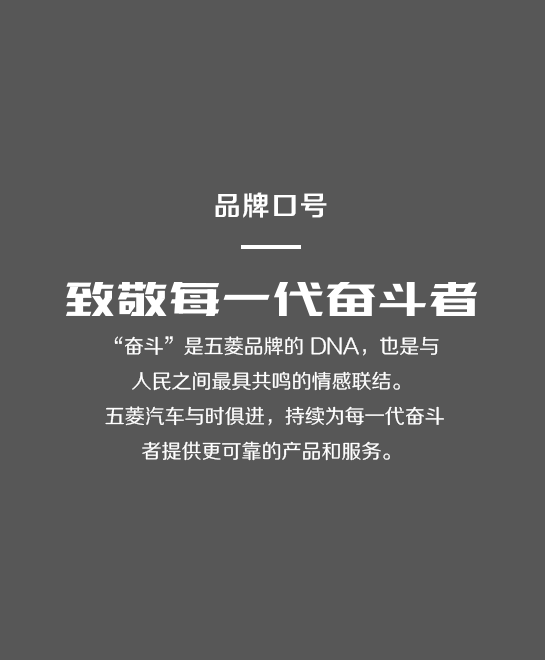 品牌口号
致敬每一代奋斗者
“奋斗”是五菱品牌的 DNA，也是与
人民之间最具共鸣的情感联结。
五菱汽车与时俱进，持续为每一代奋斗
者提供更可靠的产品和服务。